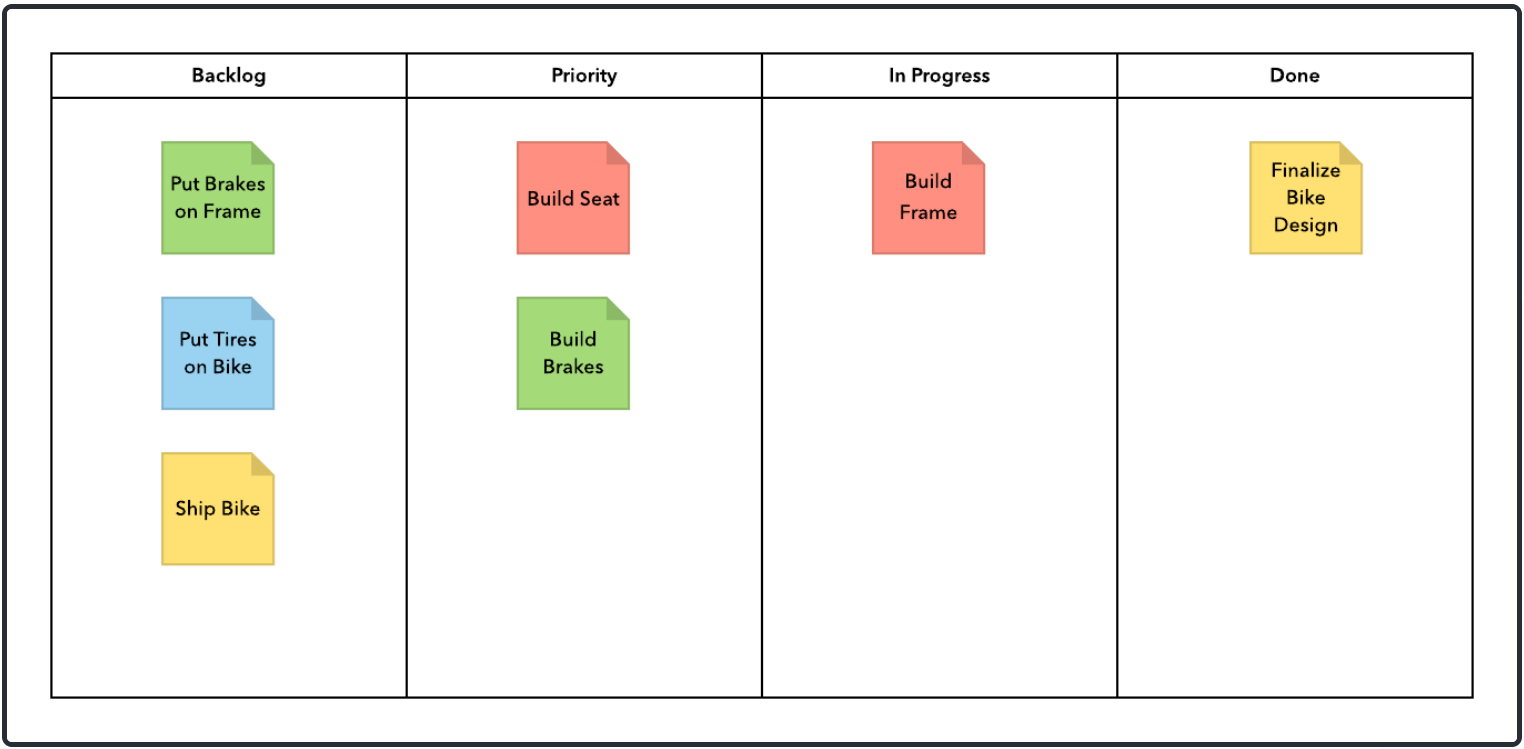 Backlog
Priority
In Progress
Done
Put Brakes
on Frame
Put Tires
on Bike
Ship Bike
Build Seat
Build
Brakes
Build
Frame
Finalize
Bike
Design